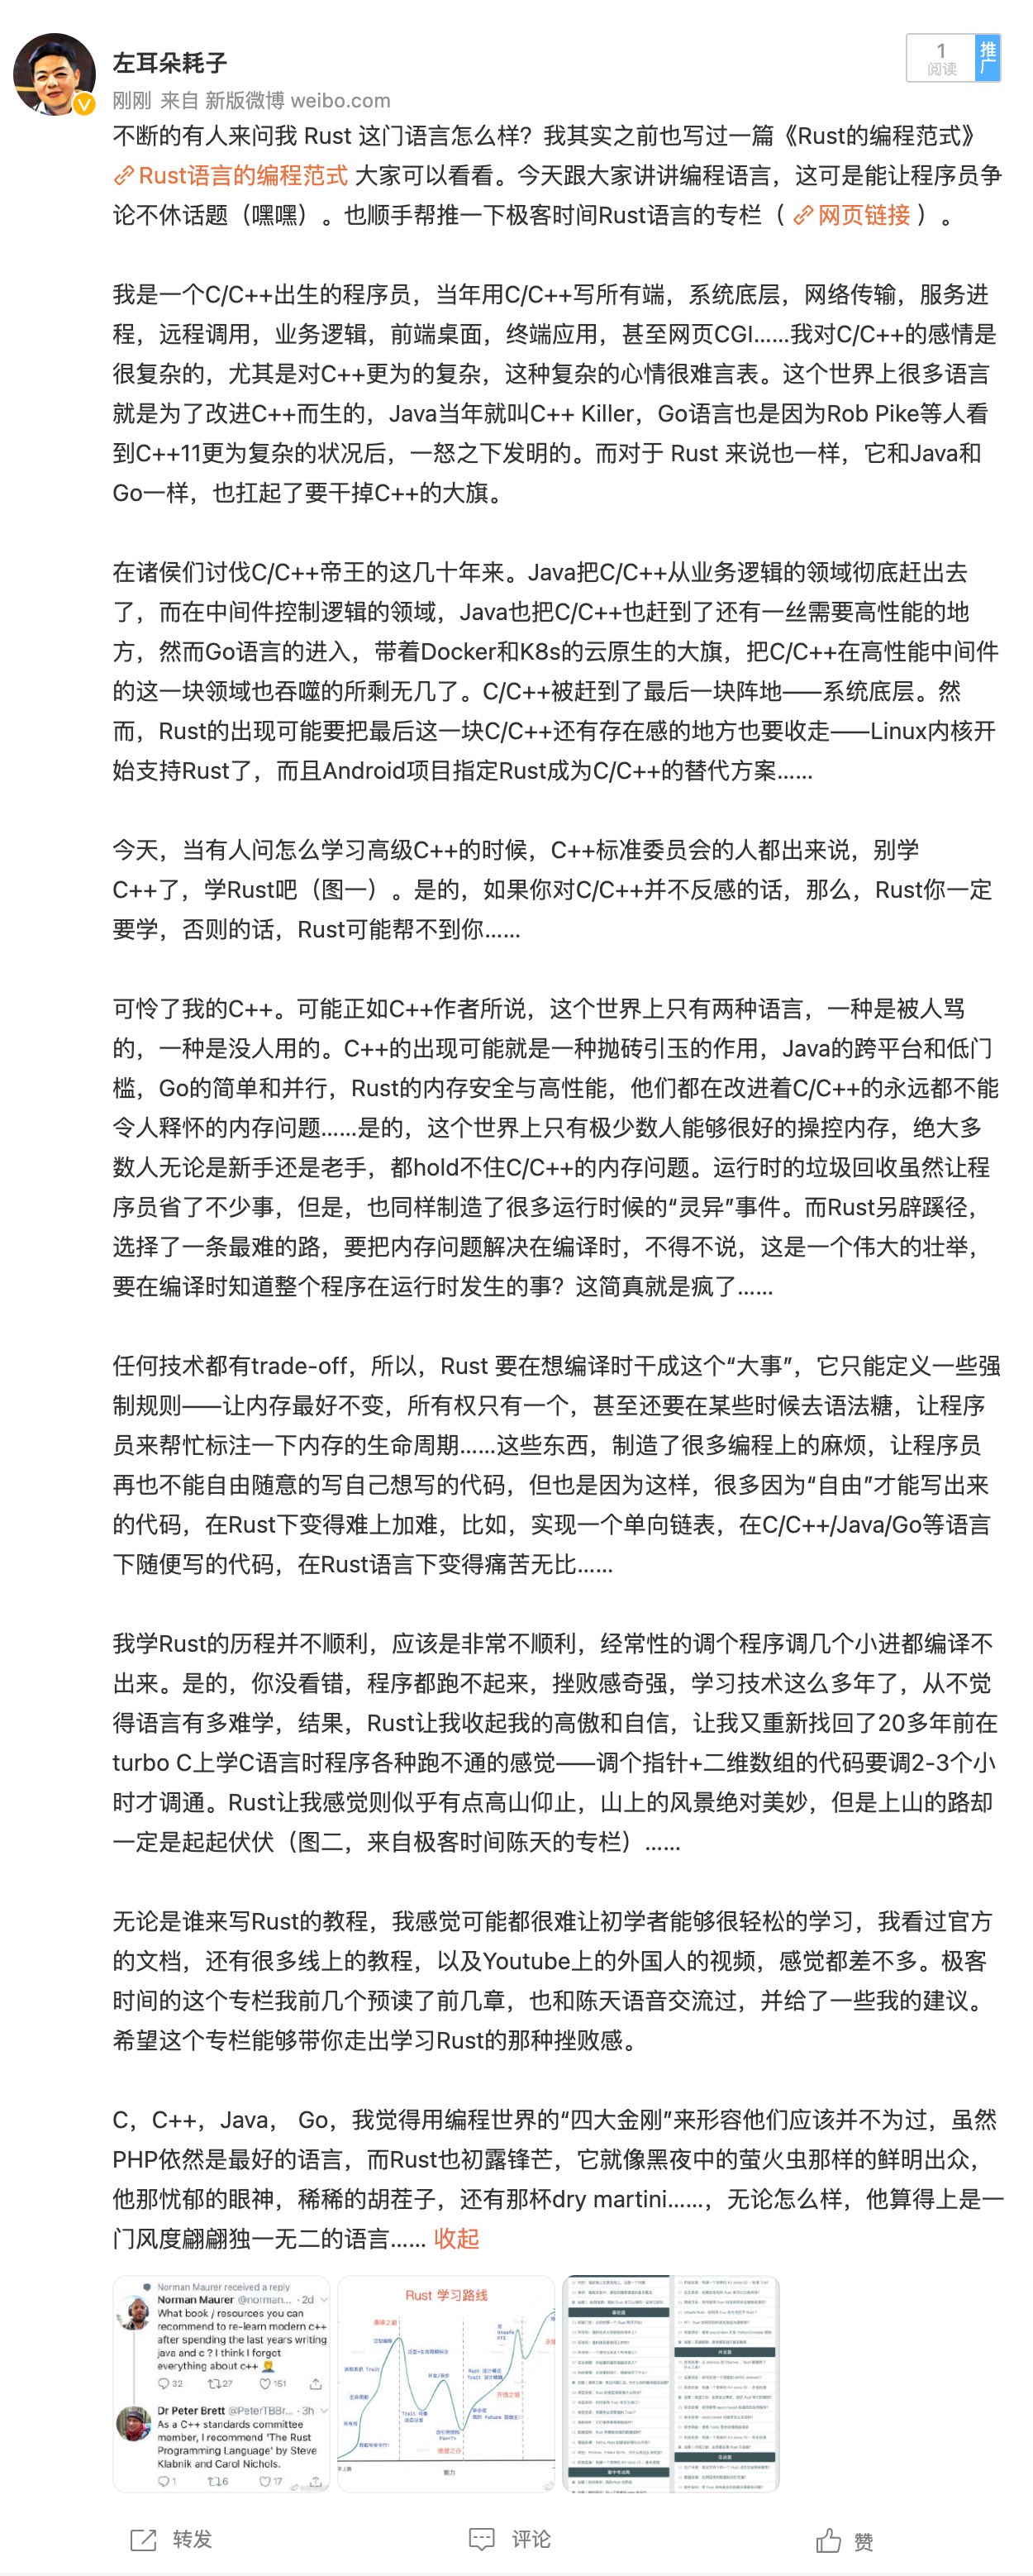 左耳朵耗子
1
阅读
推广
刚刚 来自 新版微博 weibo.com
不断的有人来问我 Rust 这门语言怎么样？我其实之前也写过一篇《Rust的编程范式》
Rust语言的编程范式 大家可以看看。今天跟大家讲讲编程语言，这可是能让程序员争
论不休话题（嘿嘿）。也顺手帮推一下极客时间Rust语言的专栏（ 网页链接 ）。
我是一个C/C++出生的程序员，当年用C/C++写所有端，系统底层，网络传输，服务进
程，远程调用，业务逻辑，前端桌面，终端应用，甚至网页CGI……我对C/C++的感情是
很复杂的，尤其是对C++更为的复杂，这种复杂的心情很难言表。这个世界上很多语言
就是为了改进C++而生的，Java当年就叫C++ Killer，Go语言也是因为Rob Pike等人看
到C++11更为复杂的状况后，一怒之下发明的。而对于 Rust 来说也一样，它和Java和
Go一样，也扛起了要干掉C++的大旗。
在诸侯们讨伐C/C++帝王的这几十年来。Java把C/C++从业务逻辑的领域彻底赶出去
了，而在中间件控制逻辑的领域，Java也把C/C++也赶到了还有一丝需要高性能的地
方，然而Go语言的进入，带着Docker和K8s的云原生的大旗，把C/C++在高性能中间件
的这一块领域也吞噬的所剩无几了。C/C++被赶到了最后一块阵地——系统底层。然
而，Rust的出现可能要把最后这一块C/C++还有存在感的地方也要收走——Linux内核开
始支持Rust了，而且Android项目指定Rust成为C/C++的替代方案……
今天，当有人问怎么学习高级C++的时候，C++标准委员会的人都出来说，别学
C++了，学Rust吧（图一）。是的，如果你对C/C++并不反感的话，那么，Rust你一定
要学，否则的话，Rust可能帮不到你……
可怜了我的C++。可能正如C++作者所说，这个世界上只有两种语言，一种是被人骂
的，一种是没人用的。C++的出现可能就是一种抛砖引玉的作用，Java的跨平台和低门
槛，Go的简单和并行，Rust的内存安全与高性能，他们都在改进着C/C++的永远都不能
令人释怀的内存问题……是的，这个世界上只有极少数人能够很好的操控内存，绝大多
数人无论是新手还是老手，都hold不住C/C++的内存问题。运行时的垃圾回收虽然让程
序员省了不少事，但是，也同样制造了很多运行时候的“灵异”事件。而Rust另辟蹊径，
选择了一条最难的路，要把内存问题解决在编译时，不得不说，这是一个伟大的壮举，
要在编译时知道整个程序在运行时发生的事？这简直就是疯了……
任何技术都有trade-off，所以，Rust 要在想编译时干成这个“大事”，它只能定义一些强
制规则——让内存最好不变，所有权只有一个，甚至还要在某些时候去语法糖，让程序
员来帮忙标注一下内存的生命周期……这些东西，制造了很多编程上的麻烦，让程序员
再也不能自由随意的写自己想写的代码，但也是因为这样，很多因为“自由”才能写出来
的代码，在Rust下变得难上加难，比如，实现一个单向链表，在C/C++/Java/Go等语言
下随便写的代码，在Rust语言下变得痛苦无比……
我学Rust的历程并不顺利，应该是非常不顺利，经常性的调个程序调几个小进都编译不
出来。是的，你没看错，程序都跑不起来，挫败感奇强，学习技术这么多年了，从不觉
得语言有多难学，结果，Rust让我收起我的高傲和自信，让我又重新找回了20多年前在
turbo C上学C语言时程序各种跑不通的感觉——调个指针+二维数组的代码要调2-3个小
时才调通。Rust让我感觉则似乎有点高山仰止，山上的风景绝对美妙，但是上山的路却
一定是起起伏伏（图二，来自极客时间陈天的专栏）……
无论是谁来写Rust的教程，我感觉可能都很难让初学者能够很轻松的学习，我看过官方
的文档，还有很多线上的教程，以及Youtube上的外国人的视频，感觉都差不多。极客
时间的这个专栏我前几个预读了前几章，也和陈天语音交流过，并给了一些我的建议。
希望这个专栏能够带你走出学习Rust的那种挫败感。
C，C++，Java， Go，我觉得用编程世界的“四大金刚”来形容他们应该并不为过，虽然
PHP依然是最好的语言，而Rust也初露锋芒，它就像黑夜中的萤火虫那样的鲜明出众，
他那忧郁的眼神，稀稀的胡茬子，还有那杯dry martini……，无论怎么样，他算得上是一
门风度翩翩独一无二的语言…… 收起
Norman Maurer received a reply
Norman Maurer @norman... · 2d
What book / resources you can
recommend to re-learn modern c++
after spending the last years writing
java and c ? I think I forgot
everything about c++
32 27 151
Dr Peter Brett @PeterTBBr... · 3h
As a C++ standards committee
member, I recommend 'The Rust
Programming Language' by Steve
Klabnik and Carol Nichols.
1 6 17
Rust 学习路线
转发
评论
赞